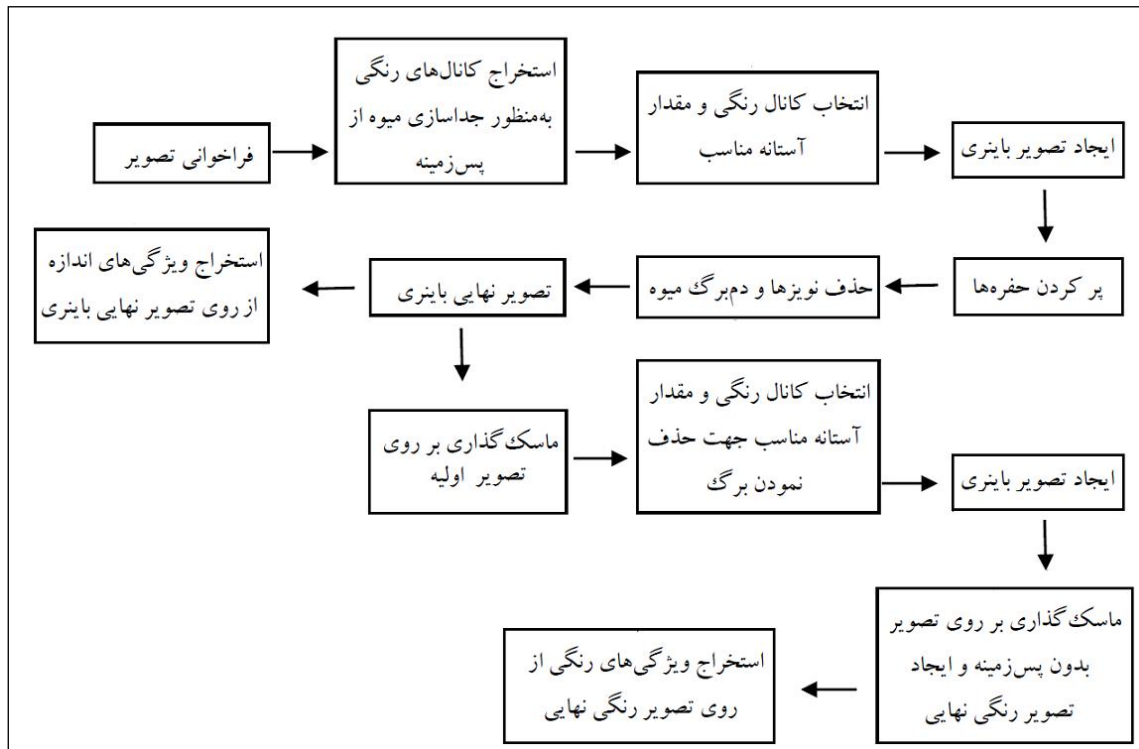 فراخوانی تصویر
استخراج کانال‌های رنگی
به‌منظور جداسازی میوه از
پس‌زمینه
انتخاب کانال رنگی و مقدار
آستانه مناسب
ایجاد تصویر باینری
پر کردن حفره‌ها
حذف نویزها و دم‌برگ میوه
تصویر نهایی باینری
استخراج ویژگی‌های اندازه
از روی تصویر نهایی باینری
ماسک‌گذاری بر روی
تصویر اولیه
انتخاب کانال رنگی و مقدار
آستانه مناسب جهت حذف
نمودن برگ
ایجاد تصویر باینری
ماسک‌گذاری بر روی تصویر
بدون پس‌زمینه و ایجاد
تصویر رنگی نهایی
استخراج ویژگی‌های رنگی از
روی تصویر رنگی نهایی